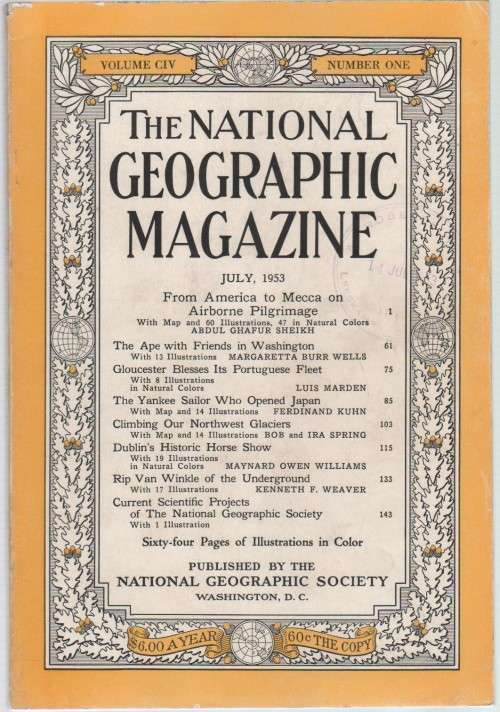 VOLUME CIV NUMBER ONE
THE NATIONAL
GEOGRAPHIC
MAGAZINE
JULY, 1953
From America to Mecca on
Airborne Pilgrimage 1
With Map and 60 Illustrations, 47 in Natural Colors
ABDUL GHAFUR SHEIKH
The Ape with Friends in Washington 61
With 13 Illustrations MARGARETTA BURR WELLS
Gloucester Blesses Its Portuguese Fleet 75
With 8 Illustrations
in Natural Colors LUIS MARDEN
The Yankee Sailor Who Opened Japan 85
With Map and 14 Illustrations FERDINAND KUHN
Climbing Our Northwest Glaciers 103
With Map and 14 Illustrations BOB and IRA SPRING
Dublin's Historic Horse Show 115
With 19 Illustrations
in Natural Colors MAYNARD OWEN WILLIAMS
Rip Van Winkle of the Underground 133
With 17 Illustrations KENNETH F. WEAVER
Current Scientific Projects
of The National Geographic Society 143
With 1 Illustration
Sixty-four Pages of Illustrations in Color
PUBLISHED BY THE
NATIONAL GEOGRAPHIC SOCIETY
WASHINGTON, D. C.
$6.00 A YEAR 60c THE COPY